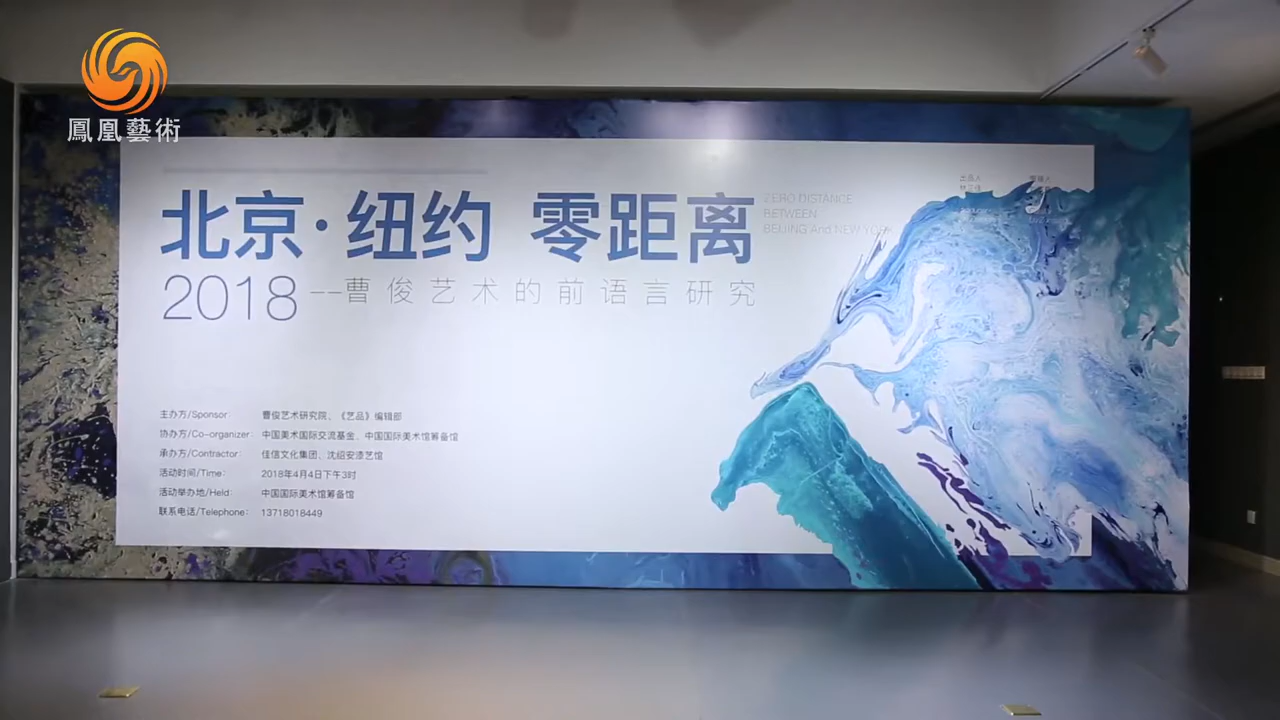 鳳凰藝術
北京·纽约 零距离
ZERO DISTANCE
BETWEEN
BEIJING And NEW YORK
2018--曹俊艺术的前语言研究
出品人
主办方/Sponsor: 曹俊艺术研究院、《艺品》编辑部
协办方/Co-organizer: 中国美术国际交流基金、中国国际美术馆筹备馆
承办方/Contractor: 佳信文化集团、沈绍安漆艺馆
活动时间/Time: 2018年4月4日下午3时
活动举办地/Held: 中国国际美术馆筹备馆
联系电话/Telephone: 13718018449